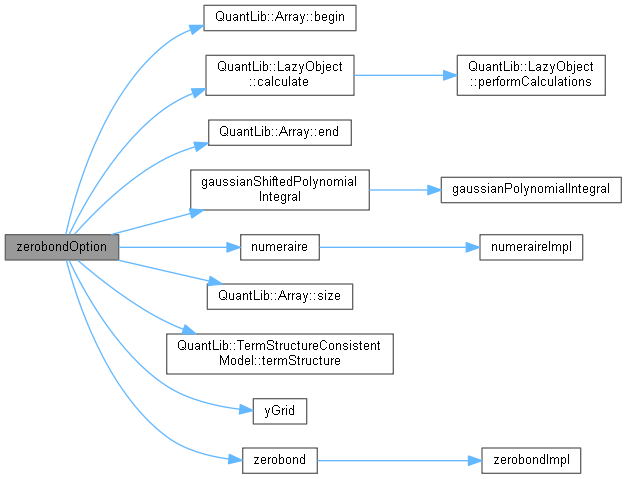 QuantLib::Array::begin
QuantLib::LazyObject
::calculate
QuantLib::LazyObject
::performCalculations
QuantLib::Array::end
gaussianShiftedPolynomial
Integral
gaussianPolynomialIntegral
zerobondOption
numeraire
numeraireImpl
QuantLib::Array::size
QuantLib::TermStructureConsistent
Model::termStructure
yGrid
zerobond
zerobondImpl